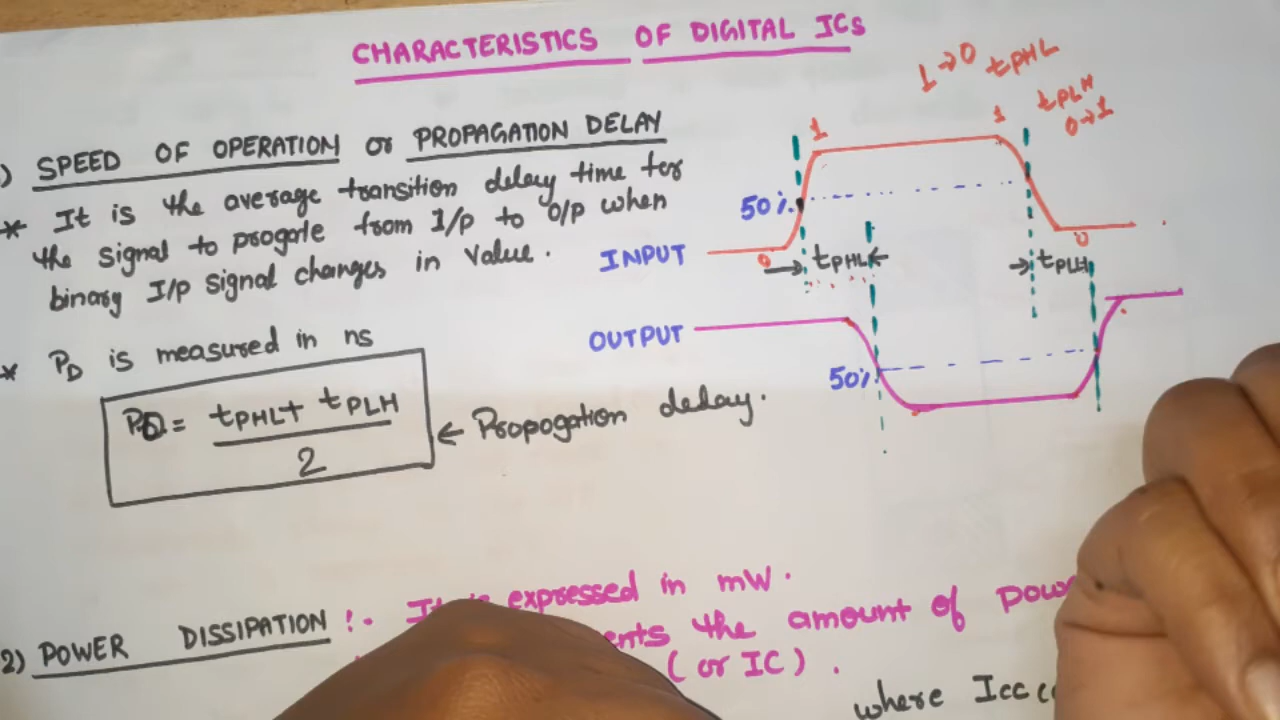 CHARACTERISTICS OF DIGITAL ICs
1→0 tPHL
tPLH
0→1
) SPEED OF OPERATION or PROPAGATION DELAY
* It is the average transition delay time for
the signal to progate from I/p to O/p when
binary I/p signal changes in value.
* PD is measured in ns
PD = tPHL + tPLH
2
← Propogation delay.
1
1
50%
INPUT
0
0
→ tPHL ←
→ tPLH
OUTPUT
50%
2) POWER DISSIPATION :- It is expressed in mW.
the amount of
(or IC).
where Icc